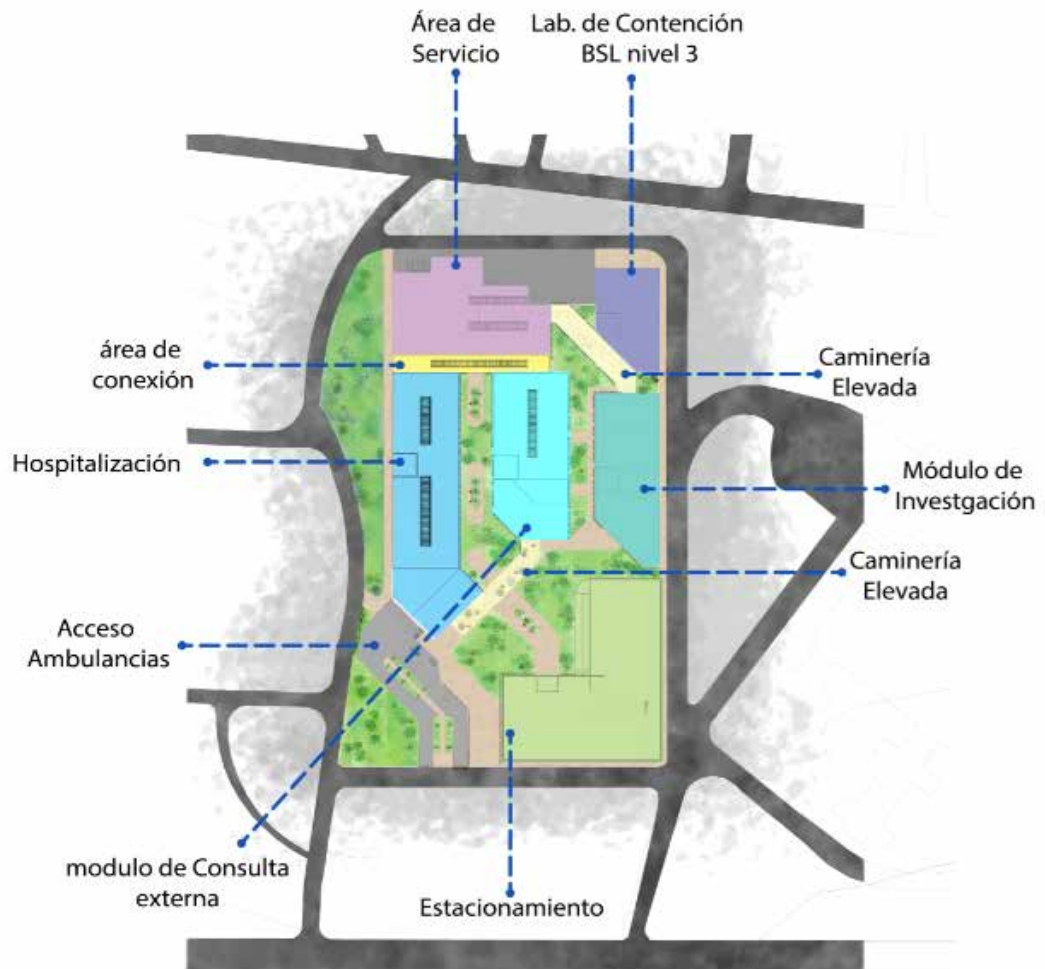 Área de
Servicio
Lab. de Contención
BSL nivel 3
área de
conexión
Caminería
Elevada
Hospitalización
Módulo de
Investgación
Caminería
Elevada
Acceso
Ambulancias
modulo de Consulta
externa
Estacionamiento